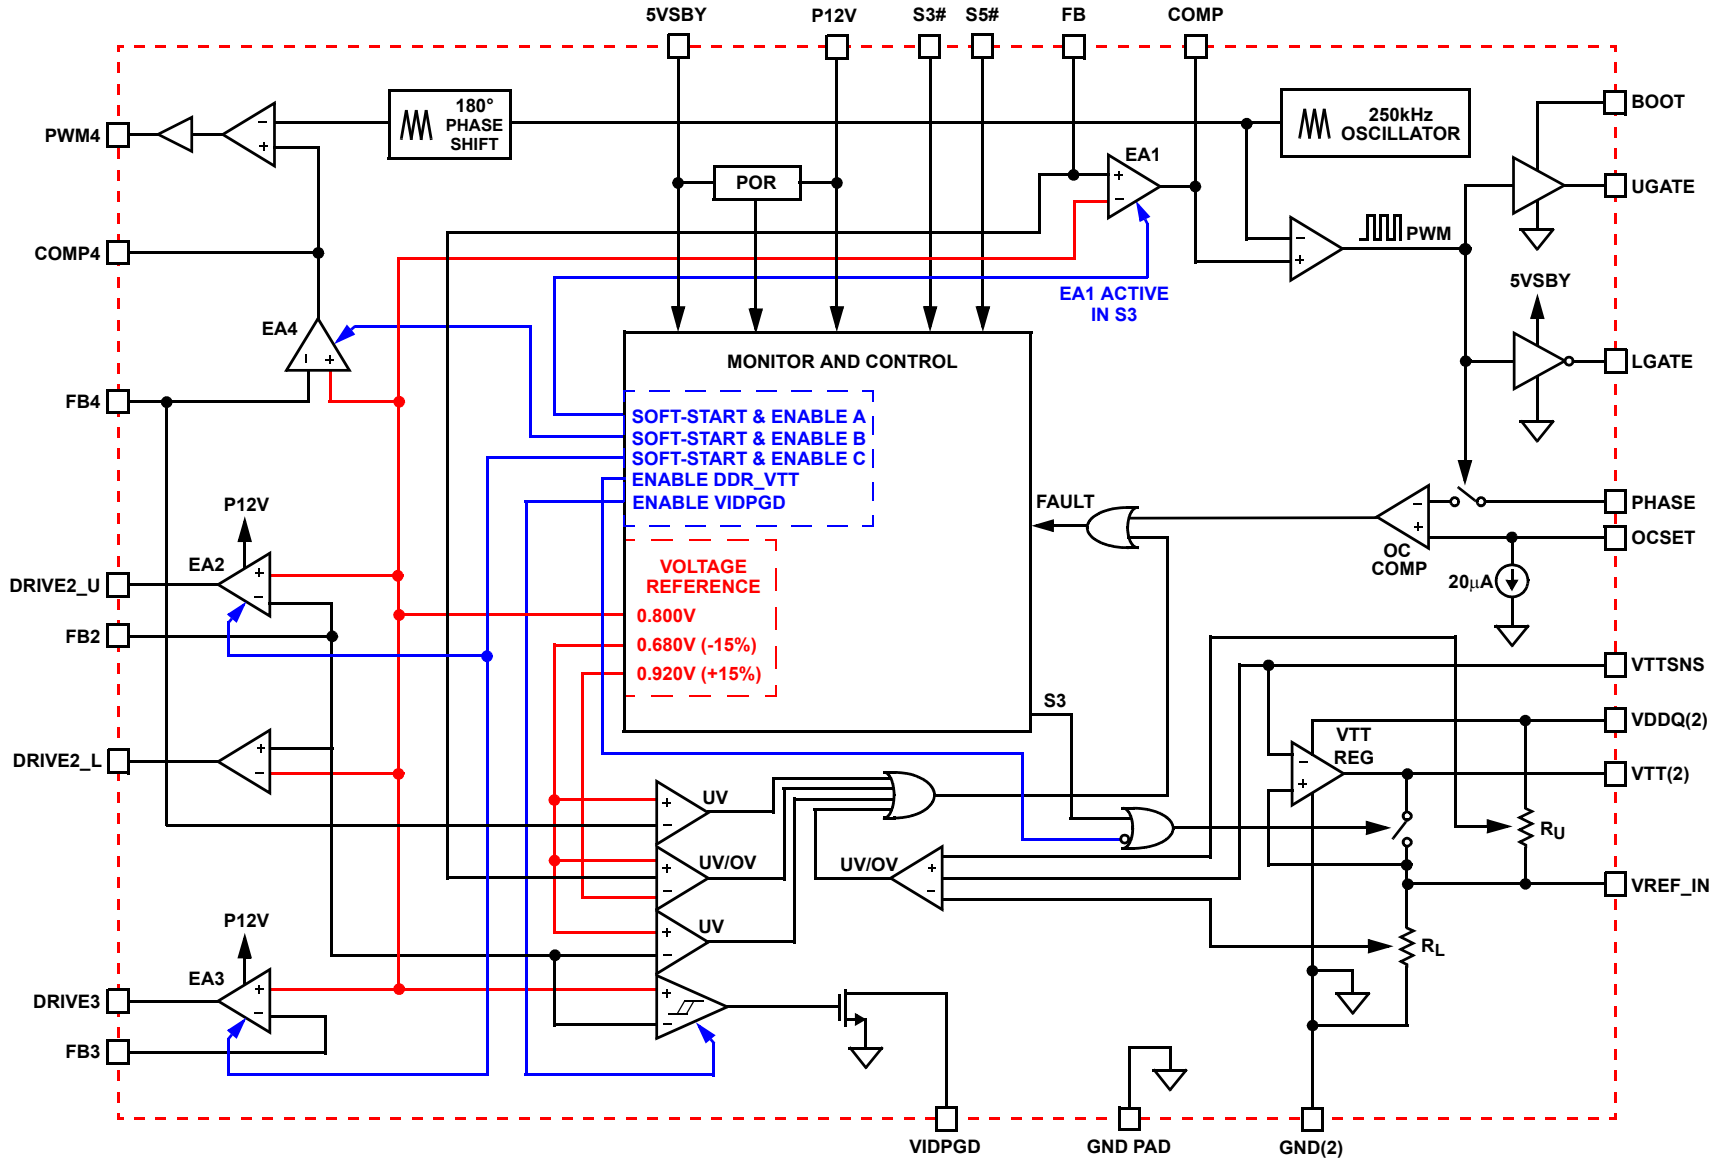 5VSBY
P12V
S3#
S5#
FB
COMP
BOOT
180°
PHASE
SHIFT
250kHz
OSCILLATOR
PWM4
EA1
POR
UGATE
PWM
COMP4
5VSBY
EA1 ACTIVE
IN S3
EA4
MONITOR AND CONTROL
LGATE
FB4
SOFT-START & ENABLE A
SOFT-START & ENABLE B
SOFT-START & ENABLE C
ENABLE DDR_VTT
ENABLE VIDPGD
P12V
FAULT
PHASE
OCSET
OC
COMP
20µA
EA2
DRIVE2_U
VOLTAGE
REFERENCE
0.800V
0.680V (-15%)
0.920V (+15%)
FB2
VTTSNS
S3
VDDQ(2)
VTT
REG
DRIVE2_L
VTT(2)
UV
RU
UV/OV
UV/OV
VREF_IN
P12V
UV
RL
EA3
DRIVE3
FB3
VIDPGD
GND PAD
GND(2)